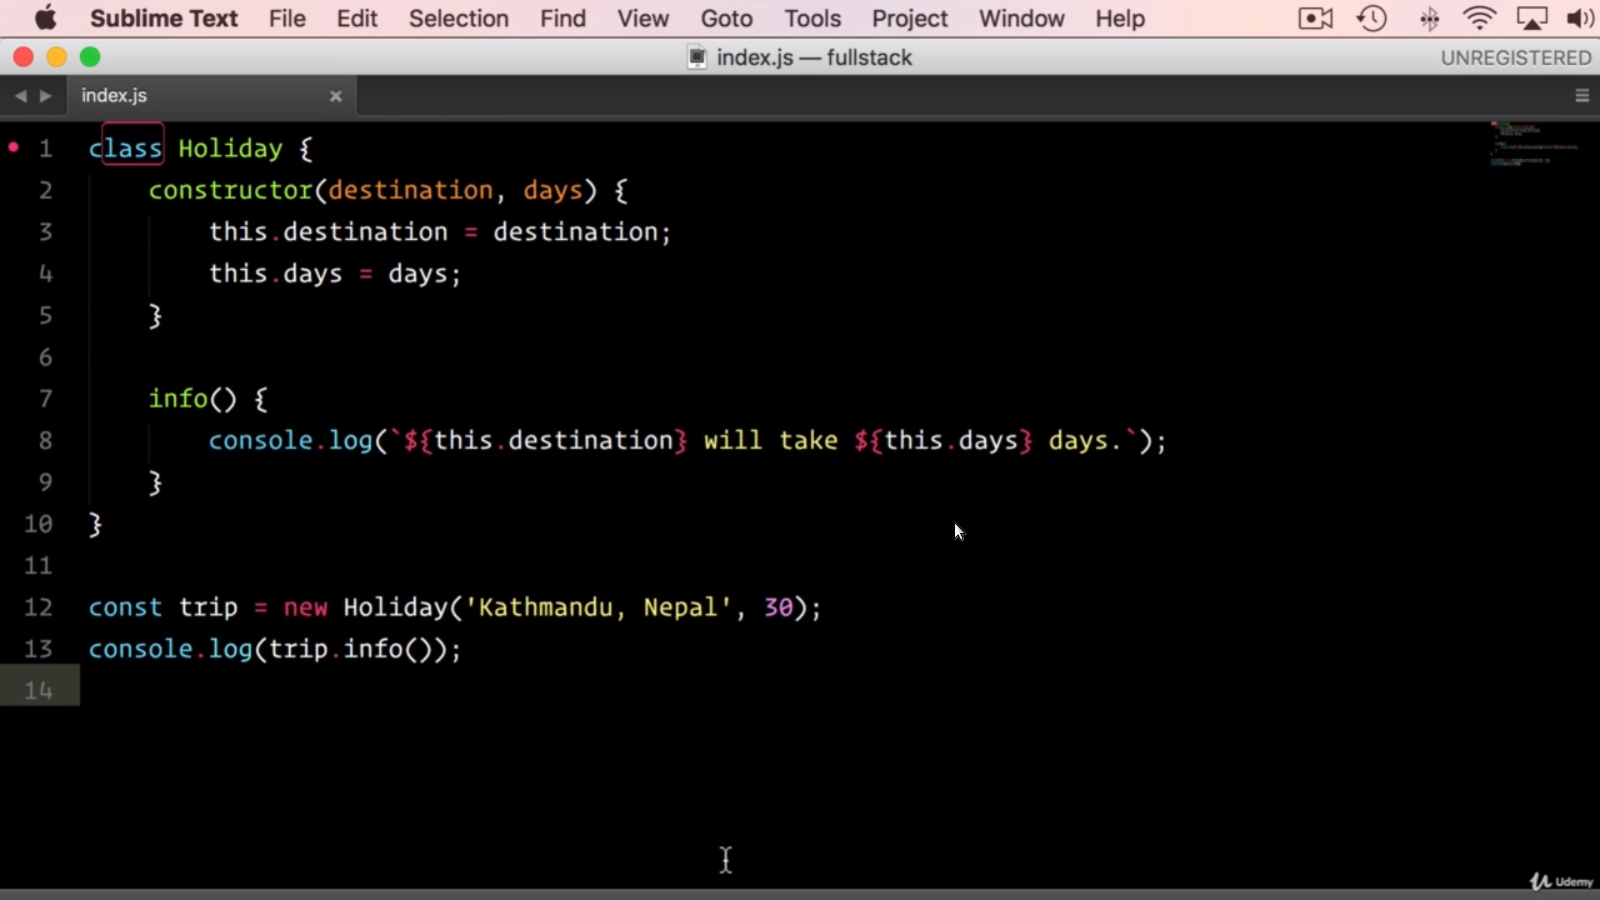 Sublime Text File Edit Selection Find View Goto Tools Project Window Help
index.js — fullstack UNREGISTERED
index.js
1 class Holiday {
2 constructor(destination, days) {
3 this.destination = destination;
4 this.days = days;
5 }
6
7 info() {
8 console.log(`${this.destination} will take ${this.days} days.`);
9 }
10 }
11
12 const trip = new Holiday('Kathmandu, Nepal', 30);
13 console.log(trip.info());
14
Udemy